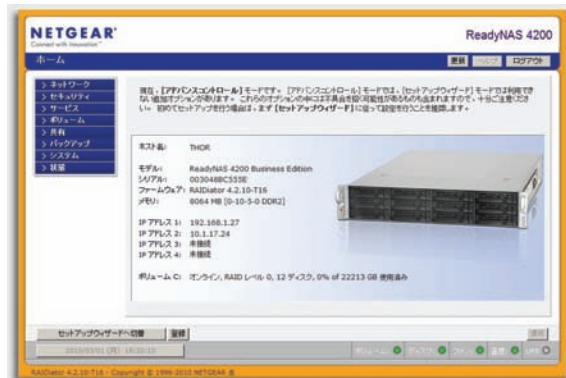 NETGEAR
Connect with Innovation
ReadyNAS 4200
ホーム
更新
ヘルプ
ログアウト
> ネットワーク
> セキュリティ
> サービス
> ボリューム
> 共有
> バックアップ
> システム
> 状態
現在、[アドバンスコントロール] モードです。 [アドバンスコントロール] モードでは、[セットアップウィザード] モードでは利用でき
ない追加オプションがあります。 これらのオプションの中には不具合を招く可能性があるものも含まれますので、十分ご注意くださ
い。 初めてセットアップを行う場合は、まず [セットアップウィザード] に従って設定を行うことを推奨します。
ホスト名: THOR
モデル: ReadyNAS 4200 Business Edition
シリアル: 003048BC555E
ファームウェア: RAIDiator 4.2.10-T16
メモリ: 8064 MB [0-10-5-0 DDR2]
IP アドレス 1: 192.168.1.27
IP アドレス 2: 10.1.17.24
IP アドレス 3: 未接続
IP アドレス 4: 未接続
ボリューム C: オンライン, RAID レベル 0, 12 ディスク, 0% of 22213 GB 使用済み
セットアップウィザードへ切替
登録
適用
2010/03/01 (月)
ボリューム:
ディスク:
ファン:
温度:
UPS
RAIDiator 4.2.10-T16 - Copyright © 1996-2010 NETGEAR